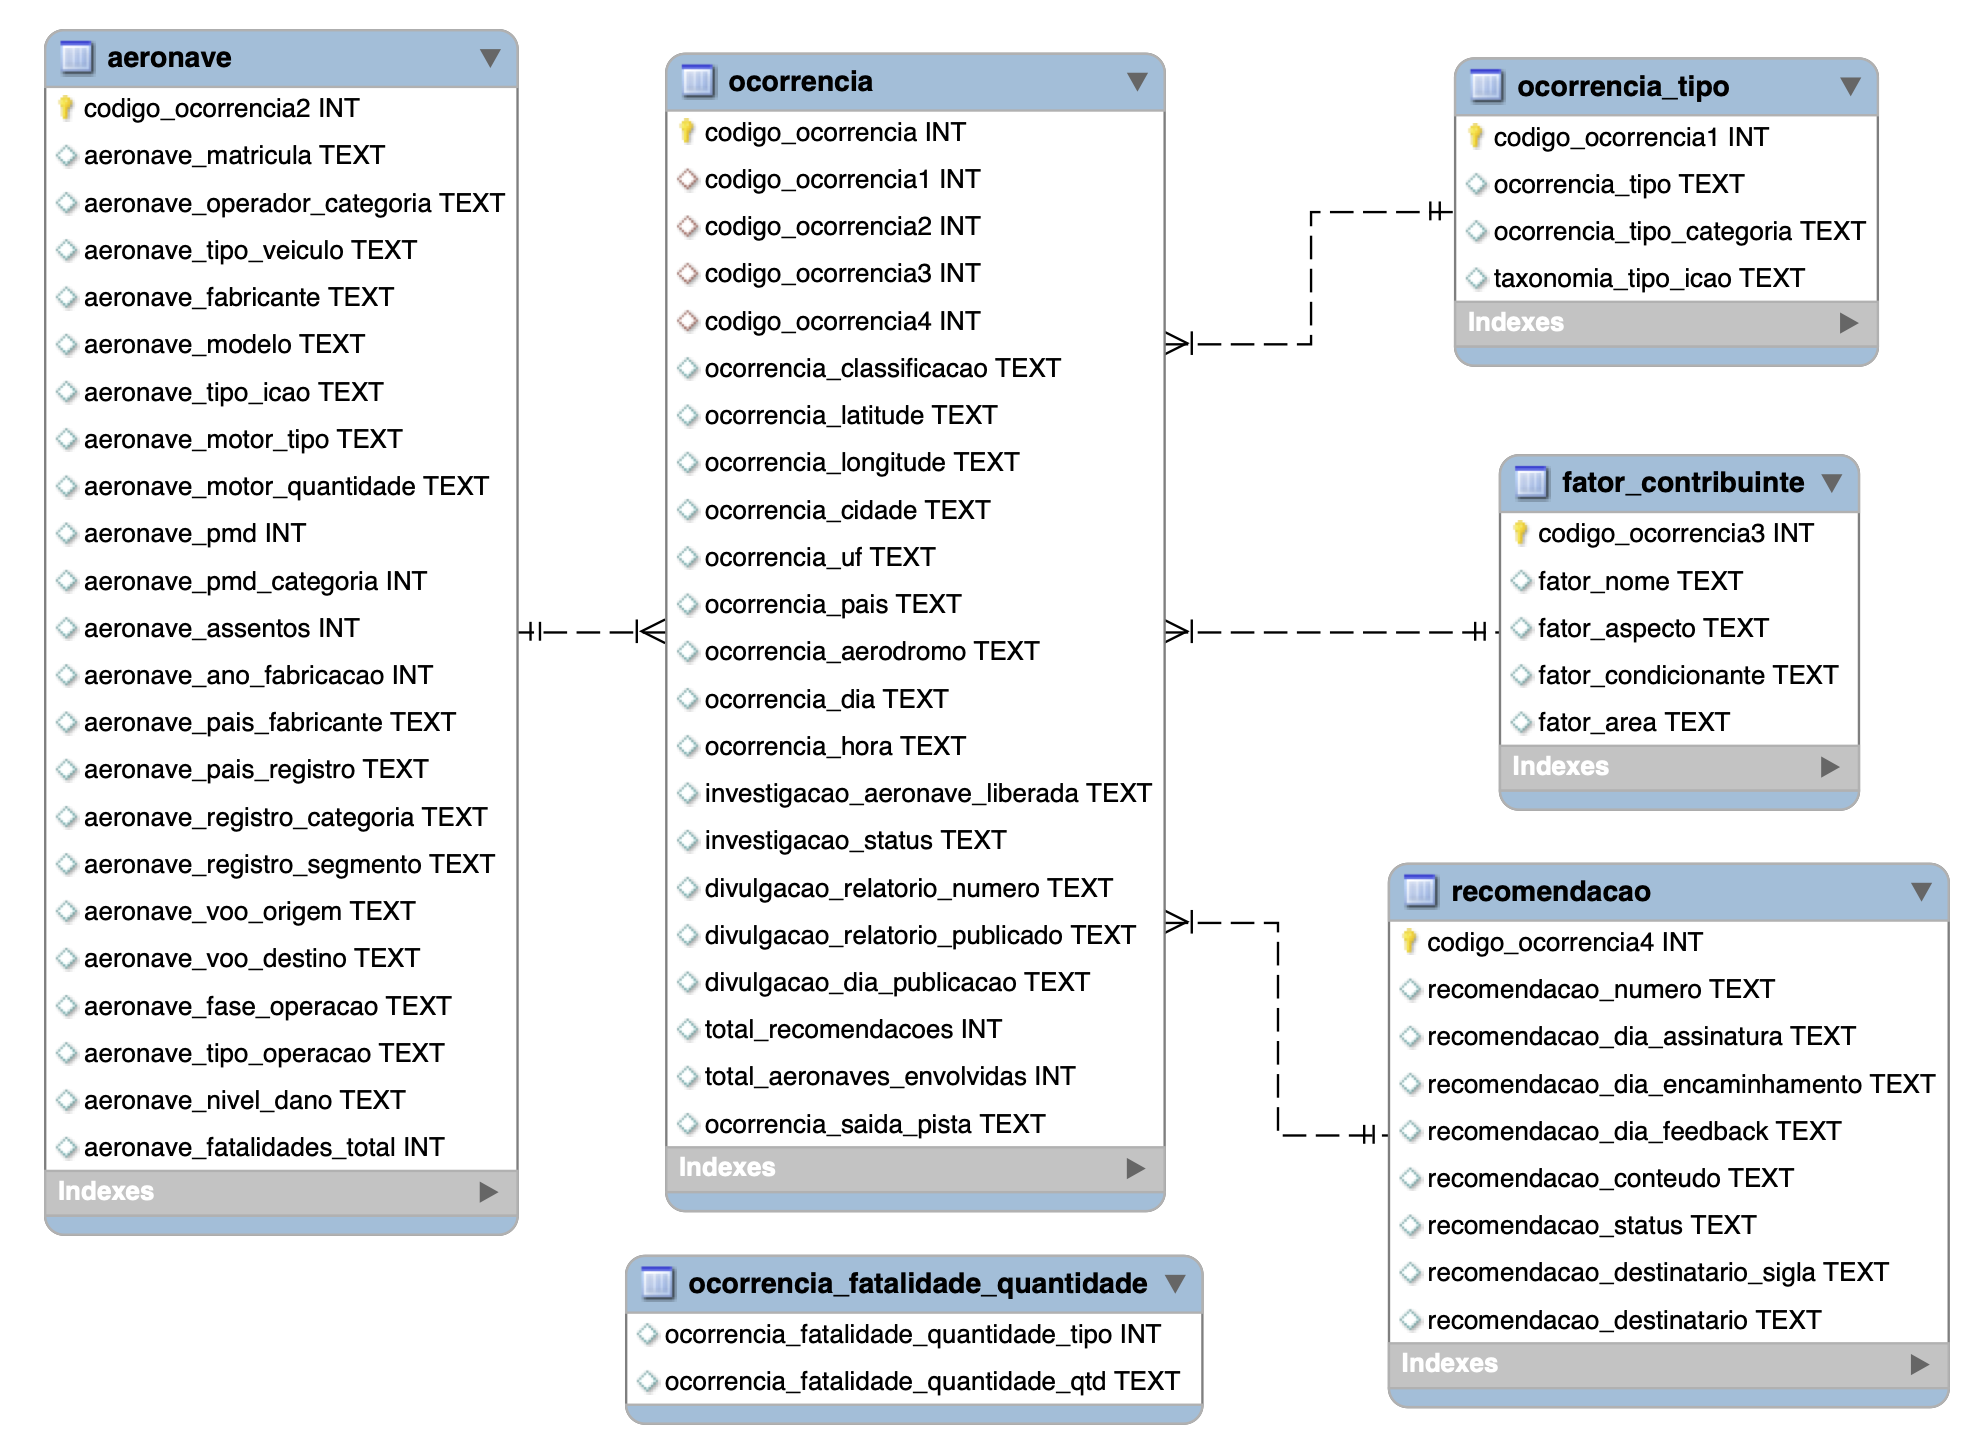 aeronave
codigo_ocorrencia2 INT
aeronave_matricula TEXT
aeronave_operador_categoria TEXT
aeronave_tipo_veiculo TEXT
aeronave_fabricante TEXT
aeronave_modelo TEXT
aeronave_tipo_icao TEXT
aeronave_motor_tipo TEXT
aeronave_motor_quantidade TEXT
aeronave_pmd INT
aeronave_pmd_categoria INT
aeronave_assentos INT
aeronave_ano_fabricacao INT
aeronave_pais_fabricante TEXT
aeronave_pais_registro TEXT
aeronave_registro_categoria TEXT
aeronave_registro_segmento TEXT
aeronave_voo_origem TEXT
aeronave_voo_destino TEXT
aeronave_fase_operacao TEXT
aeronave_tipo_operacao TEXT
aeronave_nivel_dano TEXT
aeronave_fatalidades_total INT
Indexes
ocorrencia
codigo_ocorrencia INT
codigo_ocorrencia1 INT
codigo_ocorrencia2 INT
codigo_ocorrencia3 INT
codigo_ocorrencia4 INT
ocorrencia_classificacao TEXT
ocorrencia_latitude TEXT
ocorrencia_longitude TEXT
ocorrencia_cidade TEXT
ocorrencia_uf TEXT
ocorrencia_pais TEXT
ocorrencia_aerodromo TEXT
ocorrencia_dia TEXT
ocorrencia_hora TEXT
investigacao_aeronave_liberada TEXT
investigacao_status TEXT
divulgacao_relatorio_numero TEXT
divulgacao_relatorio_publicado TEXT
divulgacao_dia_publicacao TEXT
total_recomendacoes INT
total_aeronaves_envolvidas INT
ocorrencia_saida_pista TEXT
Indexes
ocorrencia_fatalidade_quantidade
ocorrencia_fatalidade_quantidade_tipo INT
ocorrencia_fatalidade_quantidade_qtd TEXT
ocorrencia_tipo
codigo_ocorrencia1 INT
ocorrencia_tipo TEXT
ocorrencia_tipo_categoria TEXT
taxonomia_tipo_icao TEXT
Indexes
fator_contribuinte
codigo_ocorrencia3 INT
fator_nome TEXT
fator_aspecto TEXT
fator_condicionante TEXT
fator_area TEXT
Indexes
recomendacao
codigo_ocorrencia4 INT
recomendacao_numero TEXT
recomendacao_dia_assinatura TEXT
recomendacao_dia_encaminhamento TEXT
recomendacao_dia_feedback TEXT
recomendacao_conteudo TEXT
recomendacao_status TEXT
recomendacao_destinatario_sigla TEXT
recomendacao_destinatario TEXT
Indexes